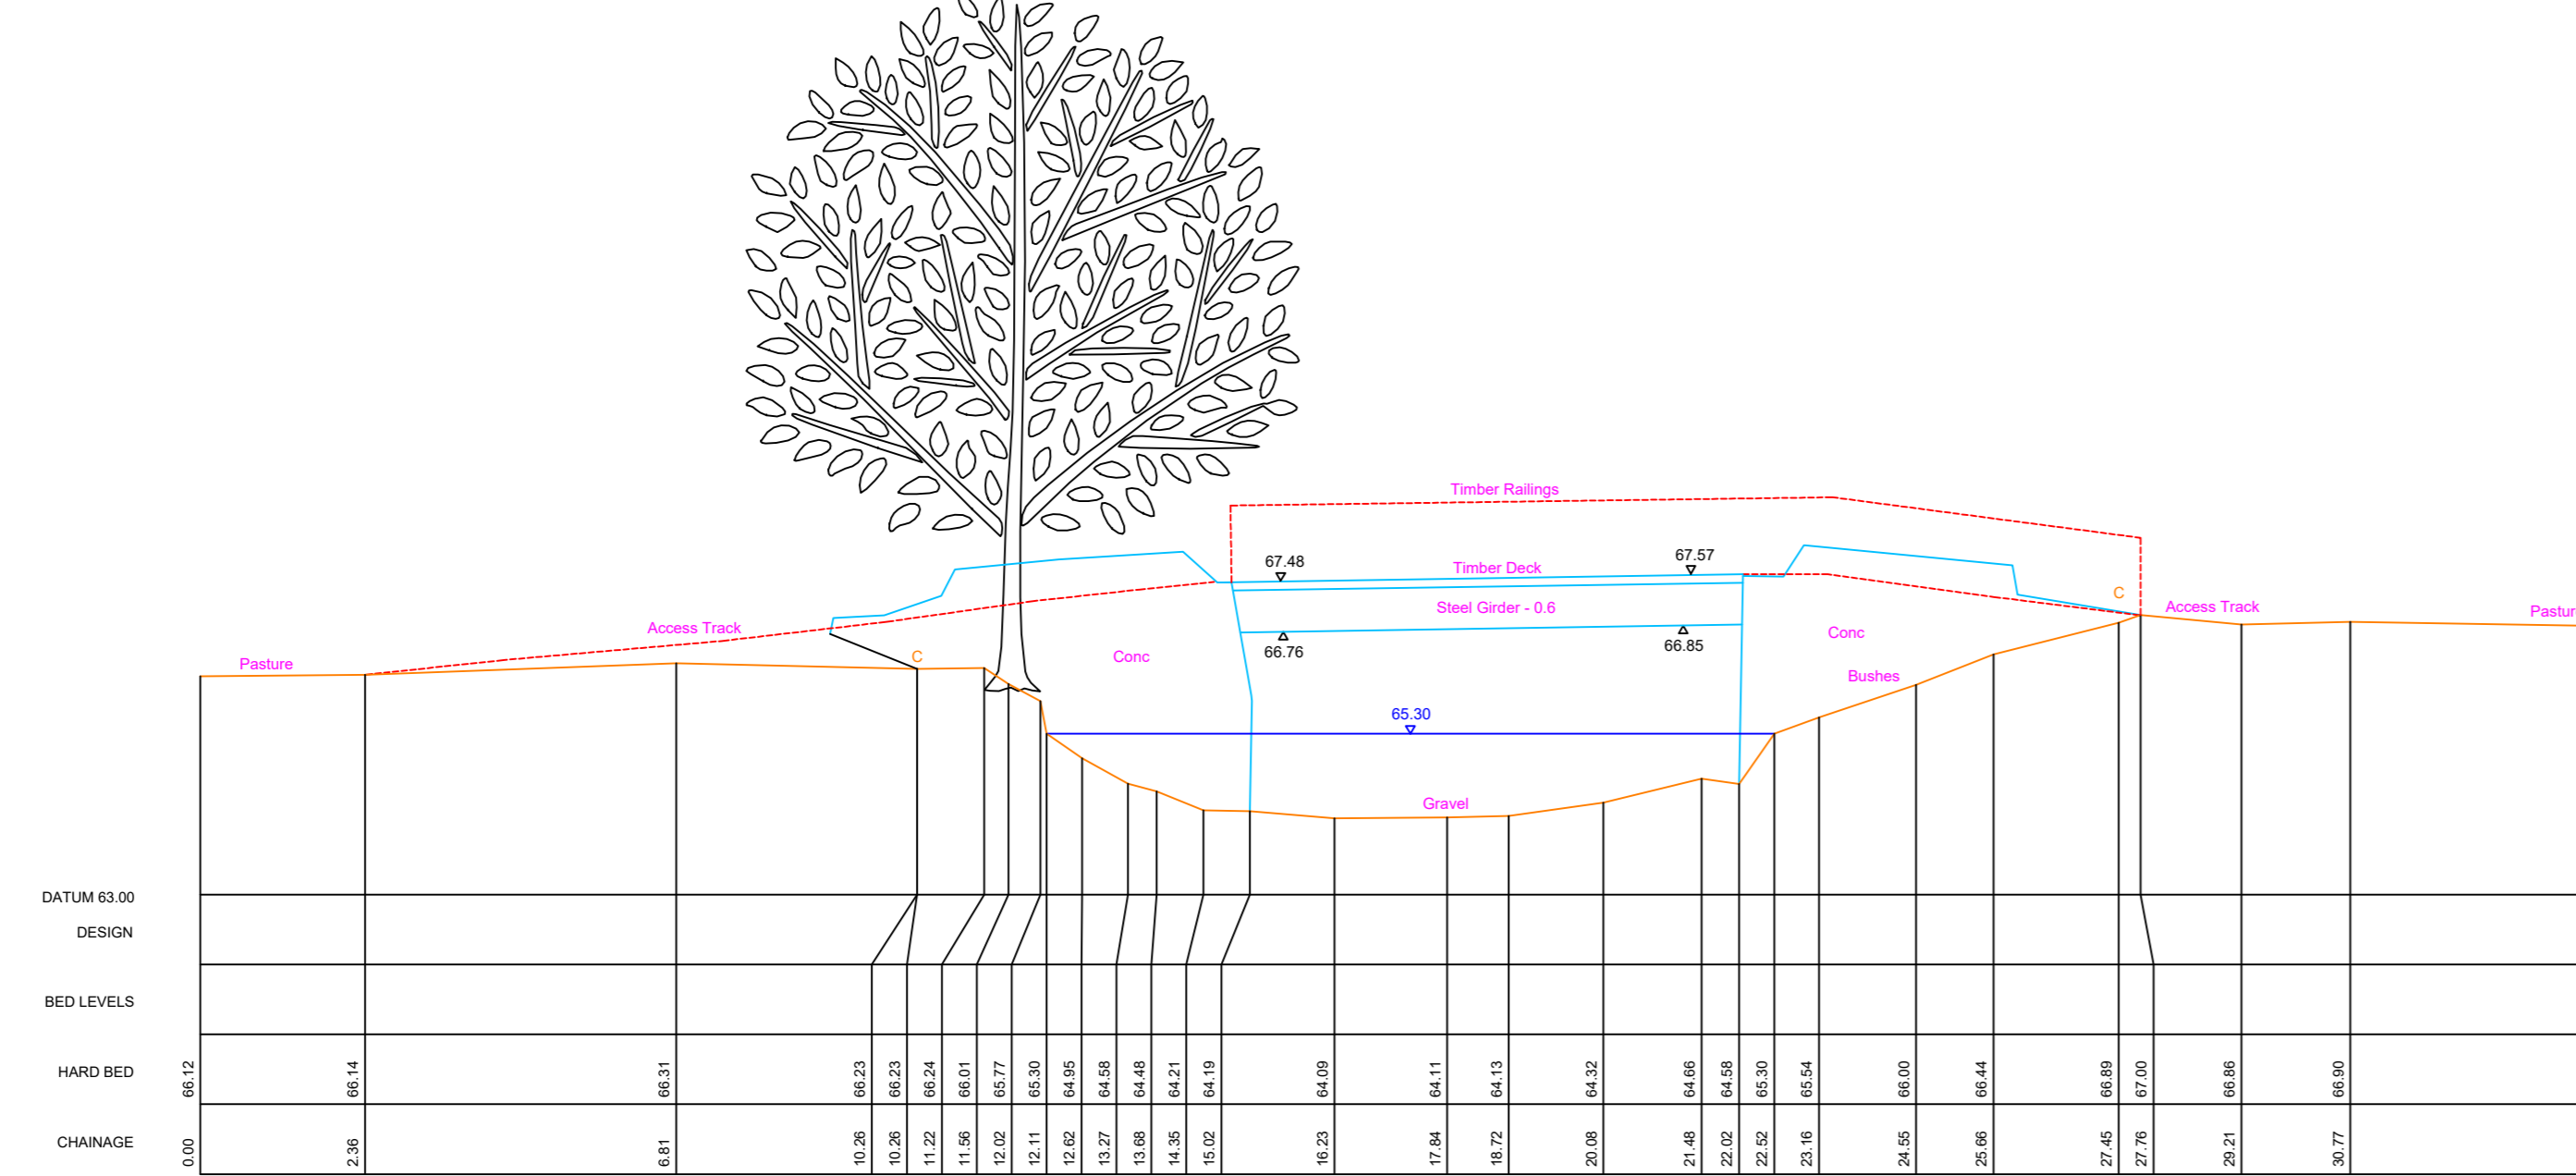 Timber Railings
67.48
67.57
Timber Deck
C
Steel Girder - 0.6
Access Track
Access Track
Pastur
Pasture
C
Conc
Conc
66.76
66.85
Bushes
65.30
Gravel
DATUM 63.00
DESIGN
BED LEVELS
HARD BED 66.12 66.14 66.31 66.23 66.23 66.24 66.01 65.77 65.30 64.95 64.58 64.48 64.21 64.19 64.09 64.11 64.13 64.32 64.66 64.58 65.30 65.54 66.00 66.44 66.89 67.00 66.86 66.90
CHAINAGE 0.00 2.36 6.81 10.26 10.26 11.22 11.56 12.02 12.11 12.62 13.27 13.68 14.35 15.02 16.23 17.84 18.72 20.08 21.48 22.02 22.52 23.16 24.55 25.66 27.45 27.76 29.21 30.77